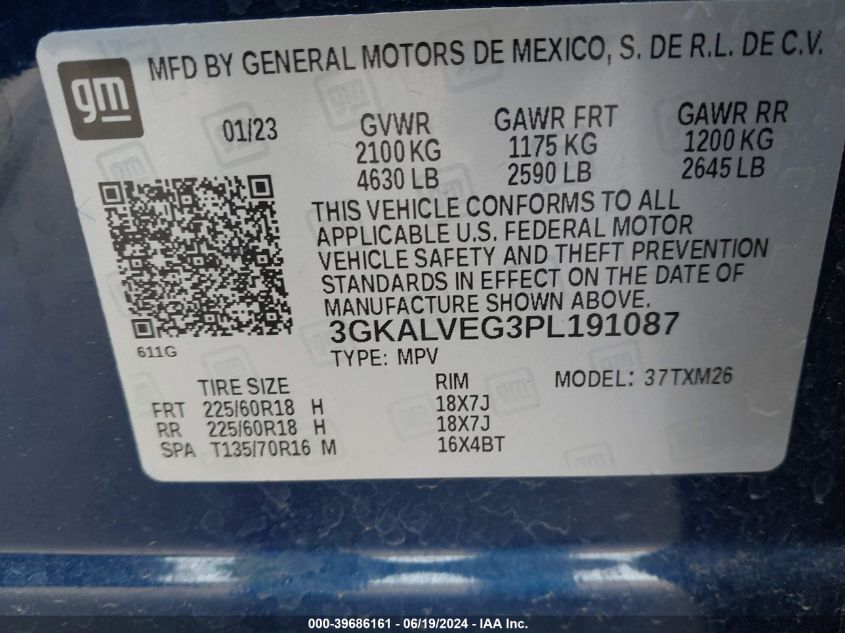 gm
MFD BY GENERAL MOTORS DE MEXICO, S. DE R.L. DE C.V.
01/23
GVWR GAWR FRT GAWR RR
2100 KG 1175 KG 1200 KG
4630 LB 2590 LB 2645 LB
THIS VEHICLE CONFORMS TO ALL
APPLICABLE U.S. FEDERAL MOTOR
VEHICLE SAFETY AND THEFT PREVENTION
STANDARDS IN EFFECT ON THE DATE OF
MANUFACTURE SHOWN ABOVE.
3GKALVEG3PL191087
611G
TYPE: MPV
TIRE SIZE RIM MODEL: 37TXM26
FRT 225/60R18 H 18X7J
RR 225/60R18 H 18X7J
SPA T135/70R16 M 16X4BT
000-39686161 - 06/19/2024 - IAA Inc.